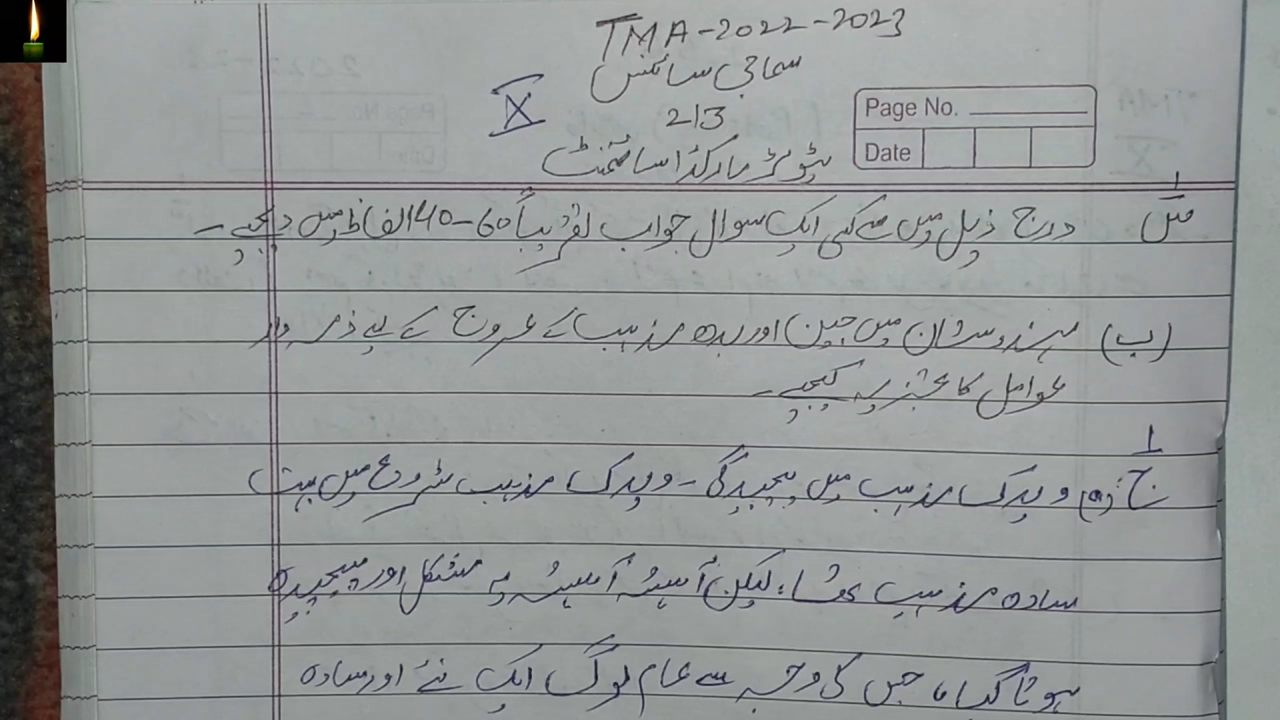 TMA-2022-2023
سماجی سائنس
X
213
Page No.
Date
ٹیوٹر مارکڈ اسائمنٹ
س 1 درج ذیل میں سے کسی ایک سوال جواب تقریباً 60-40 الفاظ میں دیجیے۔
(ب) ہندوستان میں جین اور بدھ مذہب کے عروج کے لیے ذمہ دار
عوامل کا تجزیہ کیجیے۔
ج 1 ویدک مذہب میں پیچیدگی۔ ویدک مذہب شروع میں بہت
سادہ مذہب تھا، لیکن آہستہ آہستہ یہ مشکل اور پیچیدہ
ہوتا گیا، جس کی وجہ سے عام لوگ ایک نئے اور سادہ